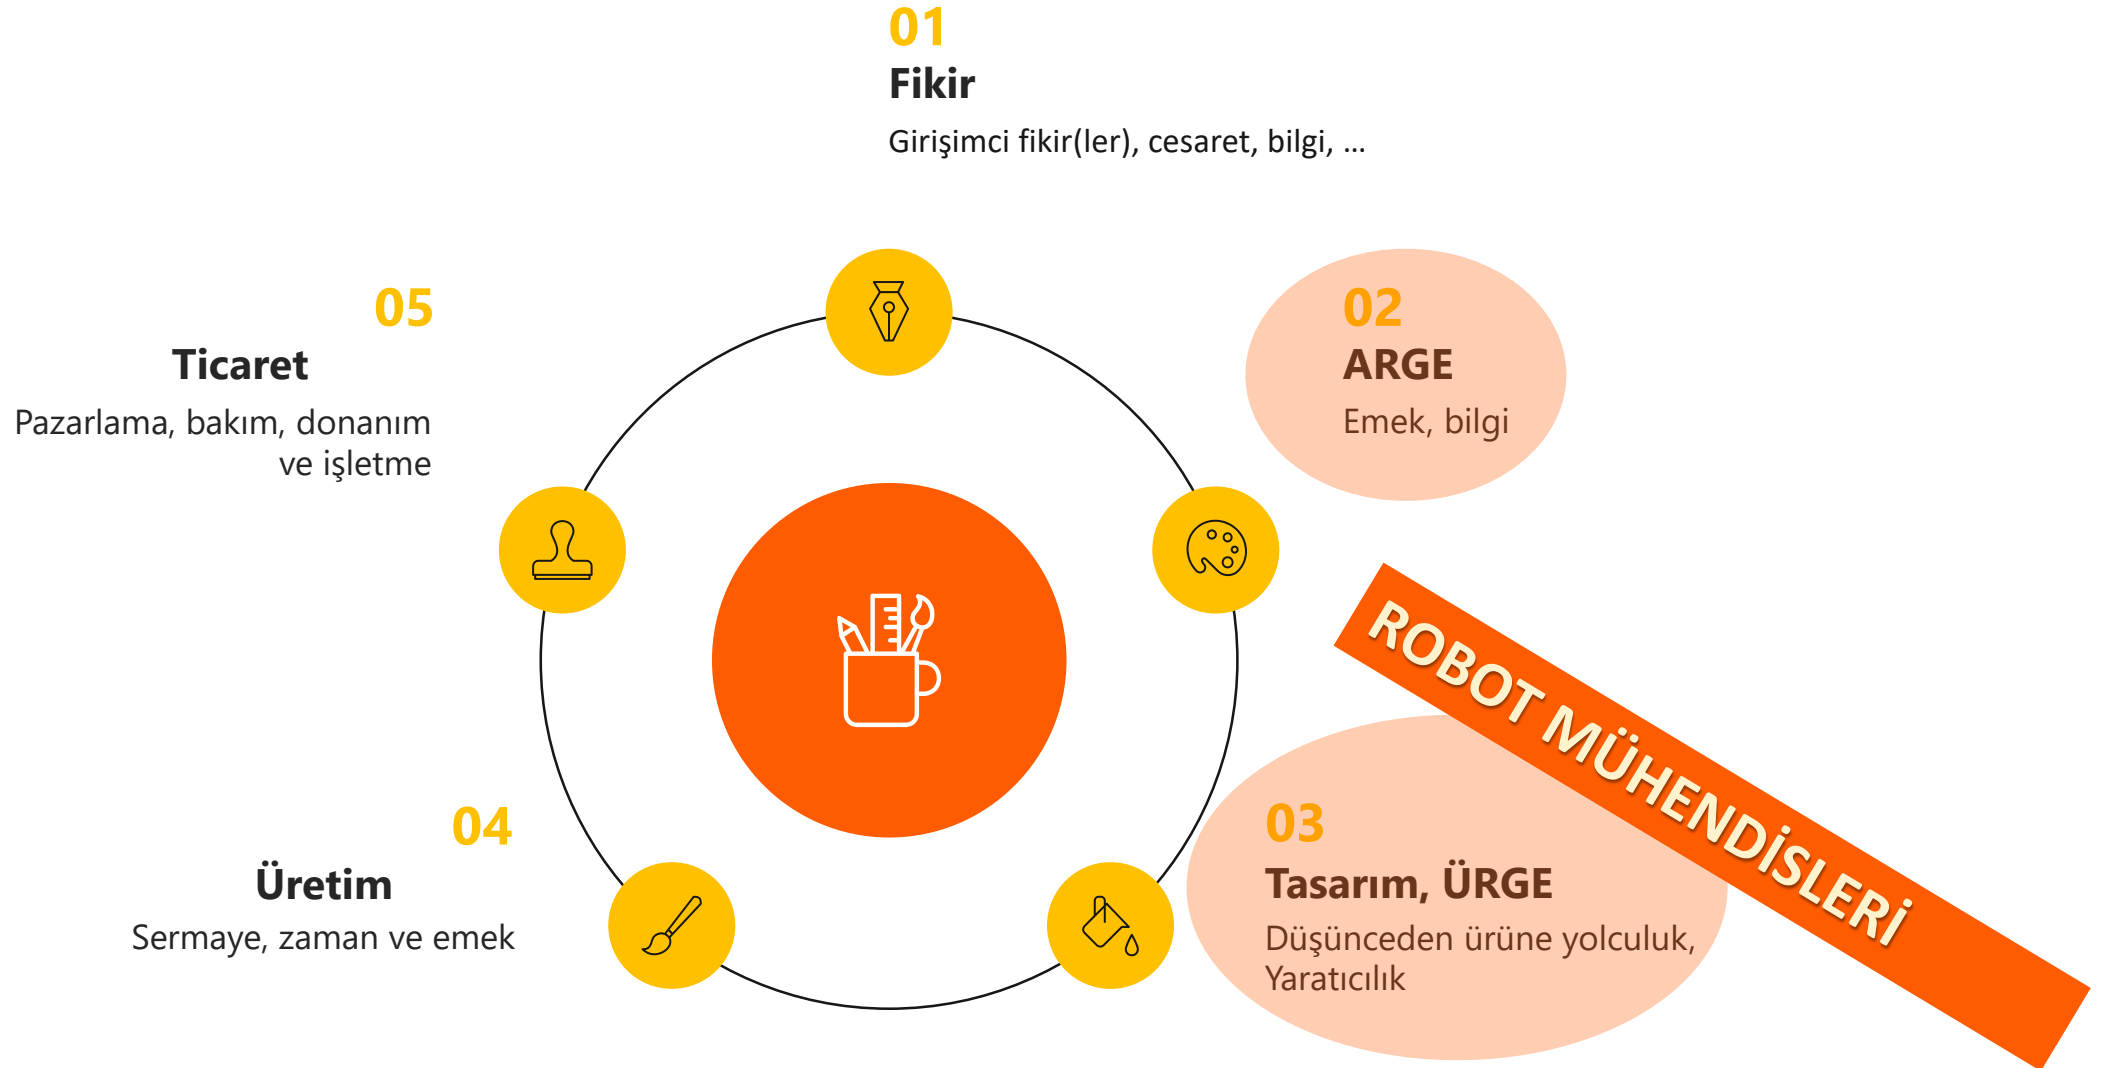 01
Fikir
Girişimci fikir(ler), cesaret, bilgi, ...
02
ARGE
Emek, bilgi
ROBOT MÜHENDİSLERİ
03
Tasarım, ÜRGE
Düşünceden ürüne yolculuk,
Yaratıcılık
04
Üretim
Sermaye, zaman ve emek
05
Ticaret
Pazarlama, bakım, donanım
ve işletme